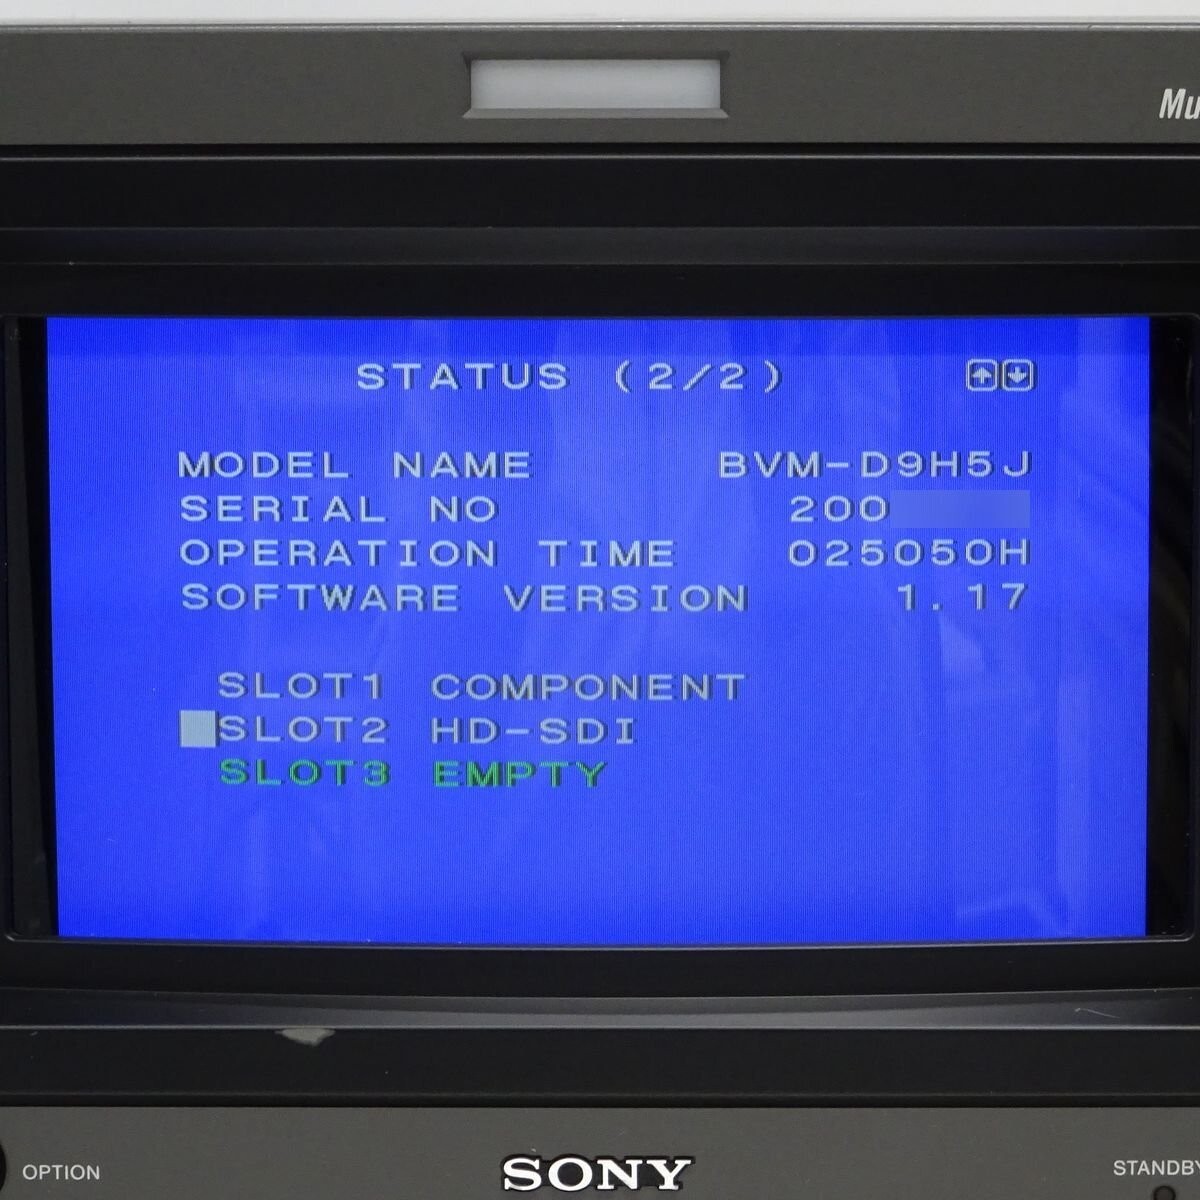 Mu
STATUS (2/2)
MODEL NAME BVM-D9H5J
SERIAL NO 200
OPERATION TIME 025050H
SOFTWARE VERSION 1.17
SLOT1 COMPONENT
SLOT2 HD-SDI
SLOT3 EMPTY
OPTION
SONY
STANDBY